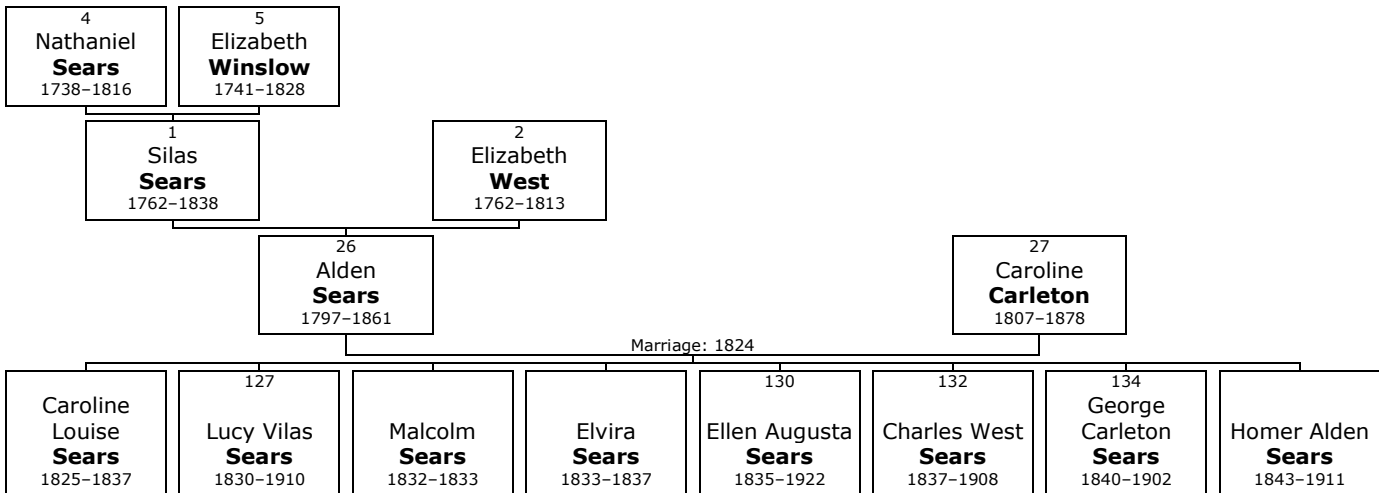 4
Nathaniel
Sears
1738–1816
5
Elizabeth
Winslow
1741–1828
1
Silas
Sears
1762–1838
2
Elizabeth
West
1762–1813
26
Alden
Sears
1797–1861
27
Caroline
Carleton
1807–1878
Marriage: 1824
Caroline
Louise
Sears
1825–1837
127
Lucy Vilas
Sears
1830–1910
Malcolm
Sears
1832–1833
Elvira
Sears
1833–1837
130
Ellen Augusta
Sears
1835–1922
132
Charles West
Sears
1837–1908
134
George
Carleton
Sears
1840–1902
Homer Alden
Sears
1843–1911